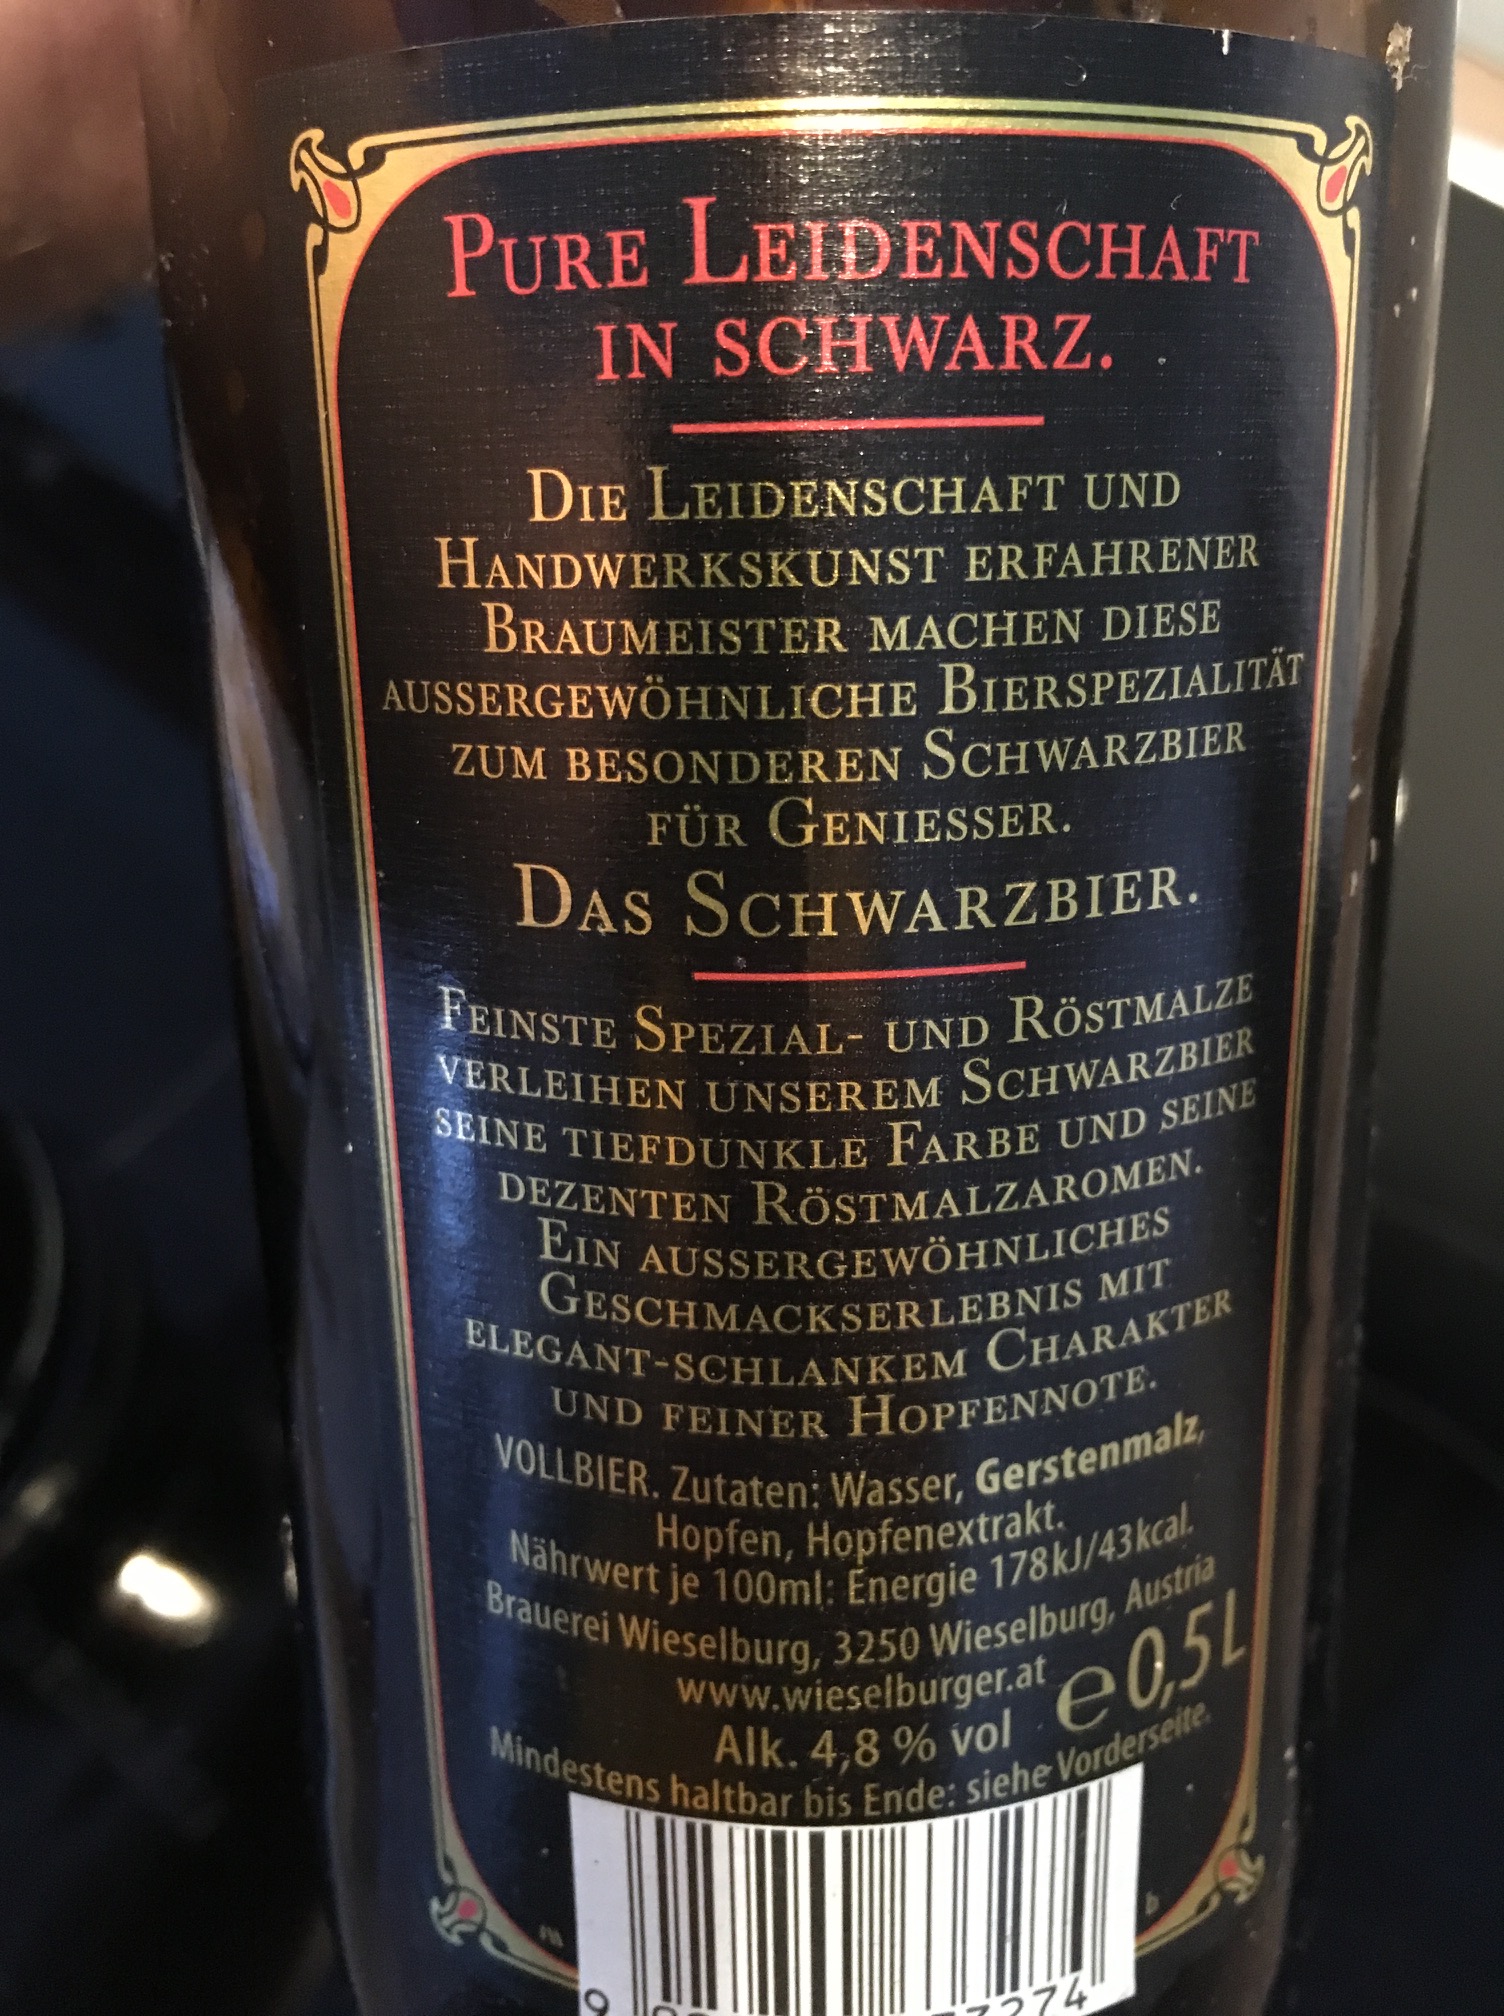 PURE LEIDENSCHAFT
IN SCHWARZ.
DIE LEIDENSCHAFT UND
HANDWERKSKUNST ERFAHRENER
BRAUMEISTER MACHEN DIESE
AUSSERGEWÖHNLICHE BIERSPEZIALITÄT
ZUM BESONDEREN SCHWARZBIER
FÜR GENIESSER.
DAS SCHWARZBIER.
FEINSTE SPEZIAL- UND RÖSTMALZE
VERLEIHEN UNSEREM SCHWARZBIER
SEINE TIEFDUNKLE FARBE UND SEINE
DEZENTEN RÖSTMALZAROMEN.
EIN AUSSERGEWÖHNLICHES
GESCHMACKSERLEBNIS MIT
ELEGANT-SCHLANKEM CHARAKTER
UND FEINER HOPFENNOTE.
VOLLBIER. Zutaten: Wasser, Gerstenmalz,
Hopfen, Hopfenextrakt.
Nährwert je 100ml: Energie 178kJ/43kcal.
Brauerei Wieselburg, 3250 Wieselburg, Austria
www.wieselburger.at
e 0,5L
Alk. 4,8 % vol
Mindestens haltbar bis Ende: siehe Vorderseite.
b